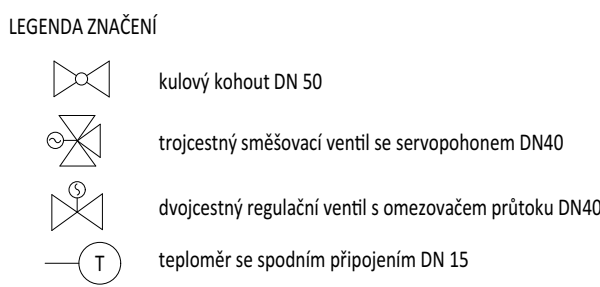 LEGENDA ZNAČENÍ
kulový kohout DN 50
trojcestný směšovací ventil se servopohonem DN40
dvojcestný regulační ventil s omezovačem průtoku DN40
T teploměr se spodním připojením DN 15